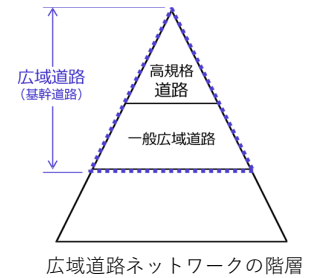 高規格
道路
広域道路
（基幹道路）
一般広域道路
広域道路ネットワークの階層